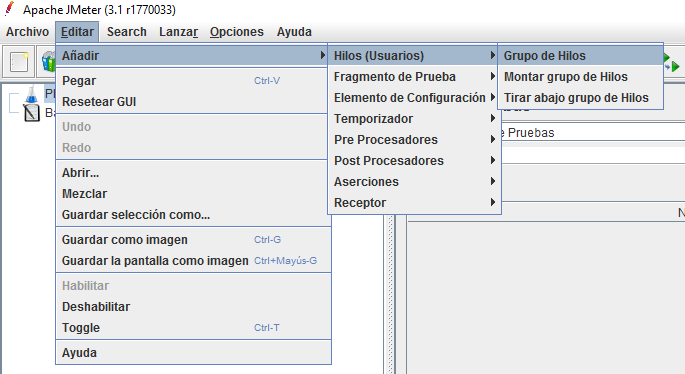 Apache JMeter (3.1 r1770033)
Archivo Editar Search Lanzar Opciones Ayuda
Añadir
Pegar Ctrl-V
Resetear GUI
Undo
Redo
Abrir...
Mezclar
Guardar selección como...
Guardar como imagen Ctrl-G
Guardar la pantalla como imagen Ctrl+Mayús-G
Habilitar
Deshabilitar
Toggle Ctrl-T
Ayuda
Hilos (Usuarios)
Fragmento de Prueba
Elemento de Configuración
Temporizador
Pre Procesadores
Post Procesadores
Aserciones
Receptor
Grupo de Hilos
Montar grupo de Hilos
Tirar abajo grupo de Hilos
Pruebas